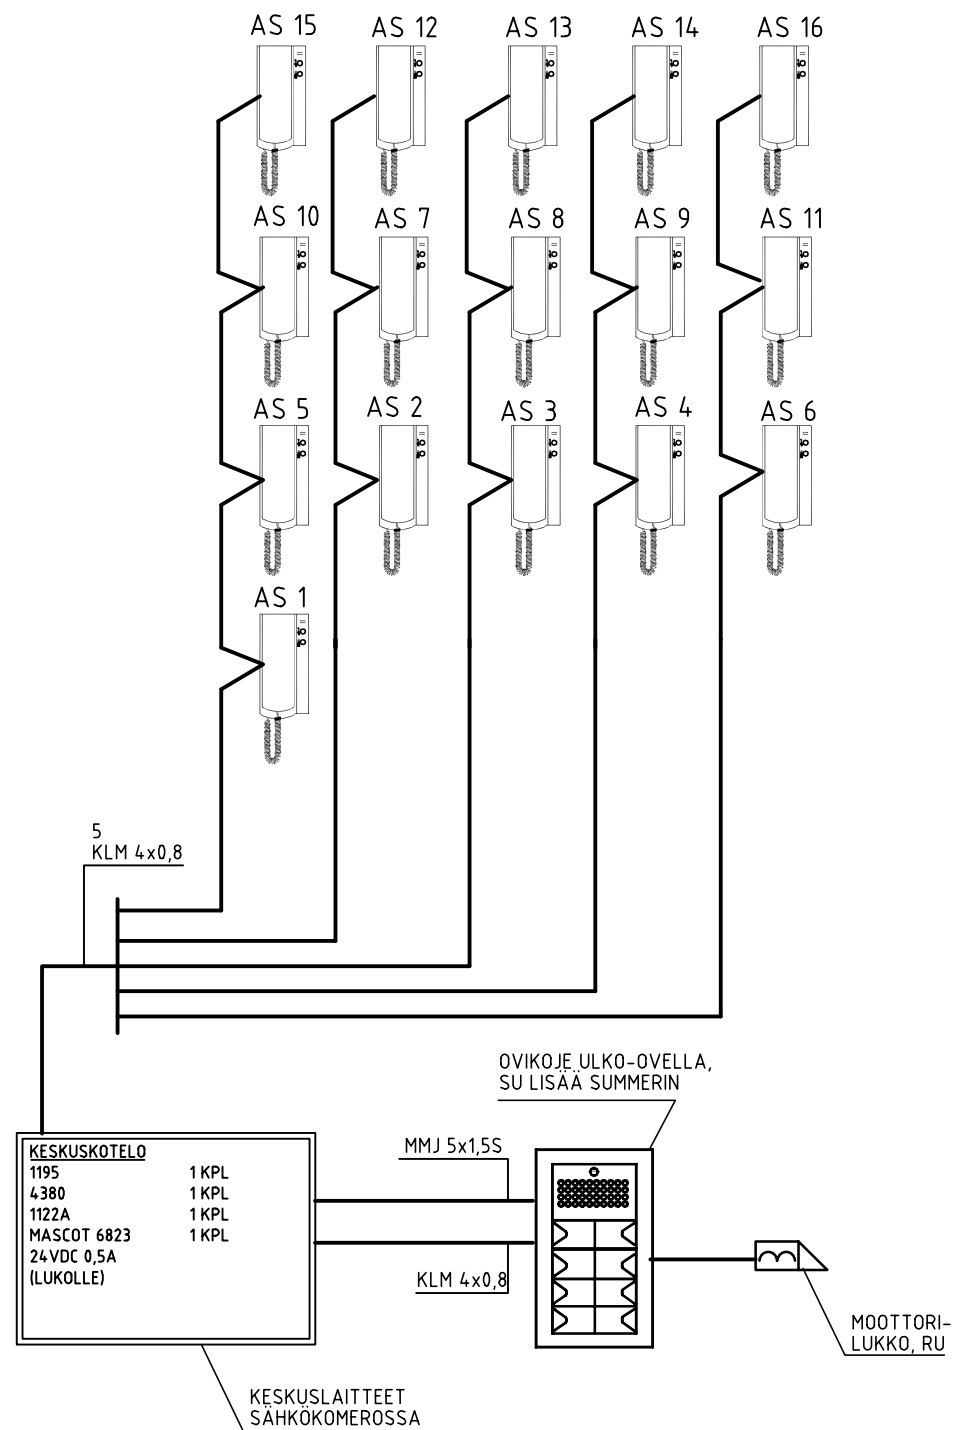 AS 15
AS 12
AS 13
AS 14
AS 16
AS 10
AS 7
AS 8
AS 9
AS 11
AS 5
AS 2
AS 3
AS 4
AS 6
AS 1
5
KLM 4x0,8
OVIKOJE ULKO-OVELLA,
SU LISÄÄ SUMMERIN
KESKUSKOTELO
1195 1 KPL
4380 1 KPL
1122A 1 KPL
MASCOT 6823 1 KPL
24VDC 0,5A
(LUKOLLE)
MMJ 5x1,5S
KLM 4x0,8
MOOTTORI-
LUKKO, RU
KESKUSLAITTEET
SÄHKÖKOMEROSSA